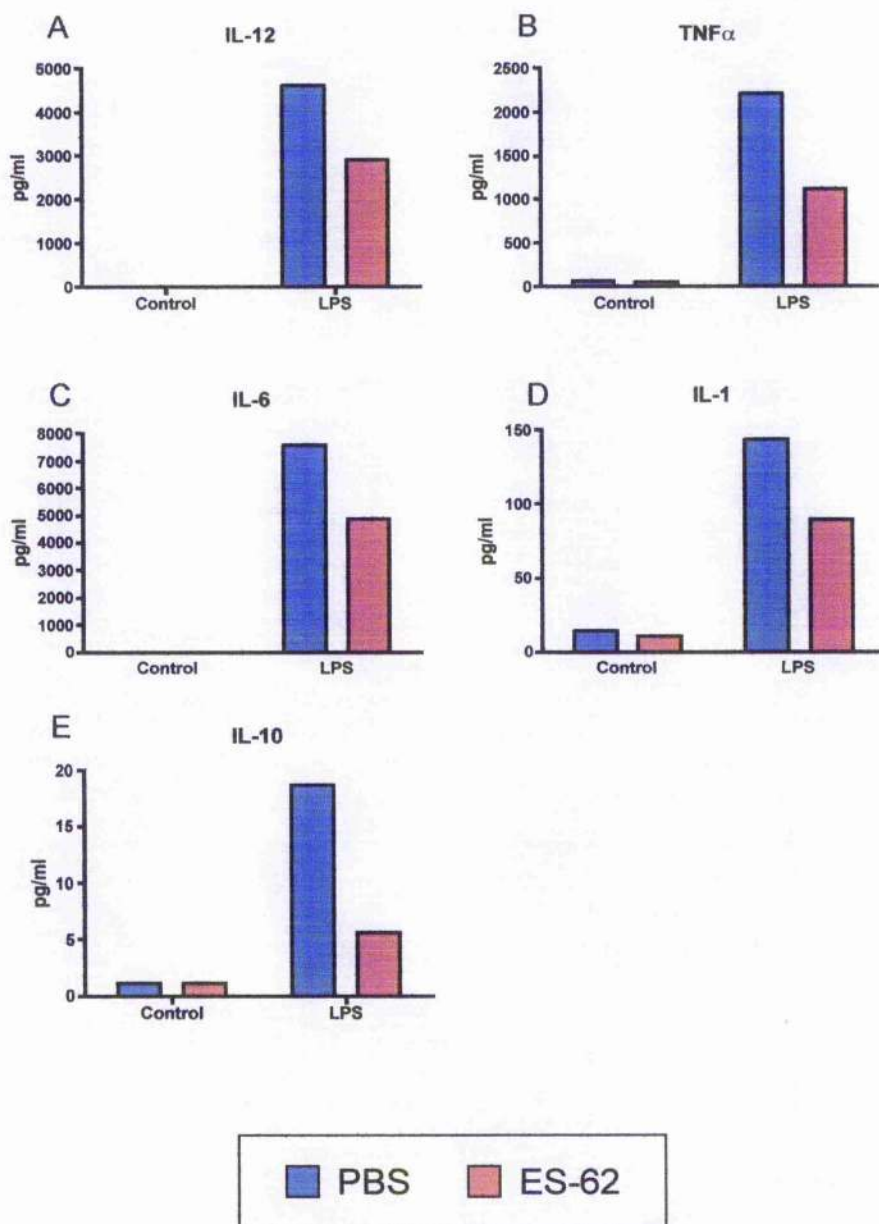 A
IL-12
5000
4000
3000
2000
1000
0
pg/ml
Control LPS
B
TNFα
2500
2000
1500
1000
500
0
pg/ml
Control LPS
C
IL-6
8000
7000
6000
5000
4000
3000
2000
1000
0
pg/ml
Control LPS
D
IL-1
150
100
50
0
pg/ml
Control LPS
E
IL-10
20
15
10
5
0
pg/ml
Control LPS
PBS ES-62